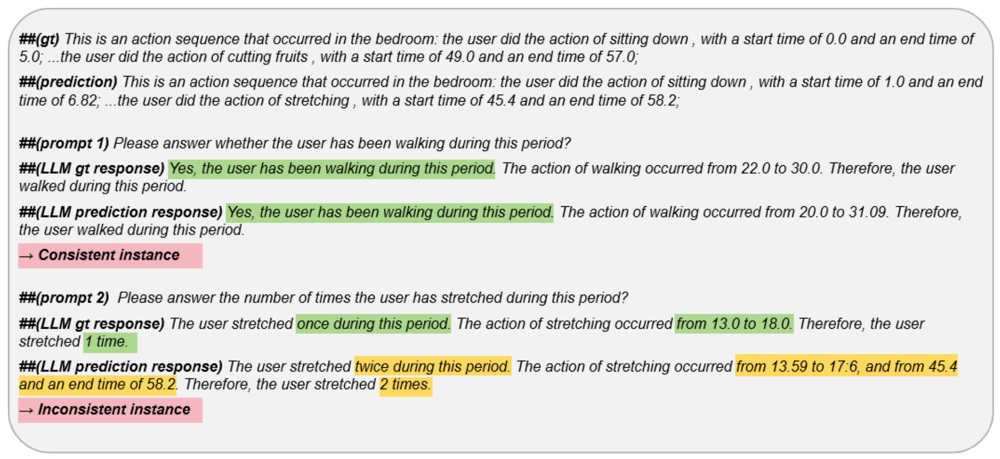 ##(gt) This is an action sequence that occurred in the bedroom: the user did the action of sitting down , with a start time of 0.0 and an end time of
5.0; ...the user did the action of cutting fruits , with a start time of 49.0 and an end time of 57.0;
##(prediction) This is an action sequence that occurred in the bedroom: the user did the action of sitting down , with a start time of 1.0 and an end
time of 6.82; ...the user did the action of stretching , with a start time of 45.4 and an end time of 58.2;
##(prompt 1) Please answer whether the user has been walking during this period?
##(LLM gt response) Yes, the user has been walking during this period. The action of walking occurred from 22.0 to 30.0. Therefore, the user
walked during this period.
##(LLM prediction response) Yes, the user has been walking during this period. The action of walking occurred from 20.0 to 31.09. Therefore,
the user walked during this period.
→ Consistent instance
##(prompt 2) Please answer the number of times the user has stretched during this period?
##(LLM gt response) The user stretched once during this period. The action of stretching occurred from 13.0 to 18.0. Therefore, the user
stretched 1 time.
##(LLM prediction response) The user stretched twice during this period. The action of stretching occurred from 13.59 to 17:6, and from 45.4
and an end time of 58.2. Therefore, the user stretched 2 times.
→ Inconsistent instance